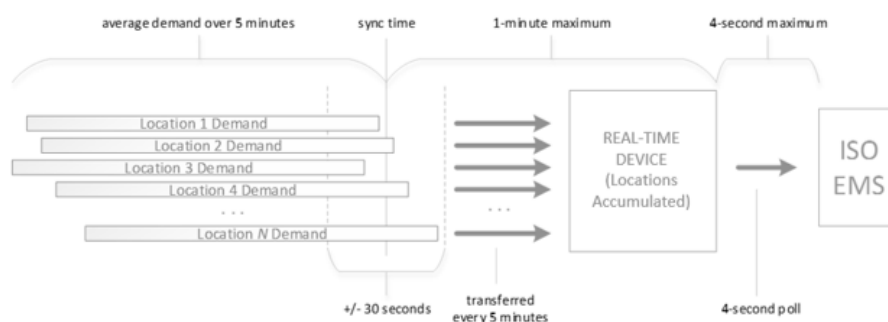 average demand over 5 minutes
sync time
1-minute maximum
4-second maximum
Location 1 Demand
Location 2 Demand
Location 3 Demand
Location 4 Demand
. . .
Location N Demand
. . .
REAL-TIME
DEVICE
(Locations
Accumulated)
ISO
EMS
+/- 30 seconds
transferred
every 5 minutes
4-second poll